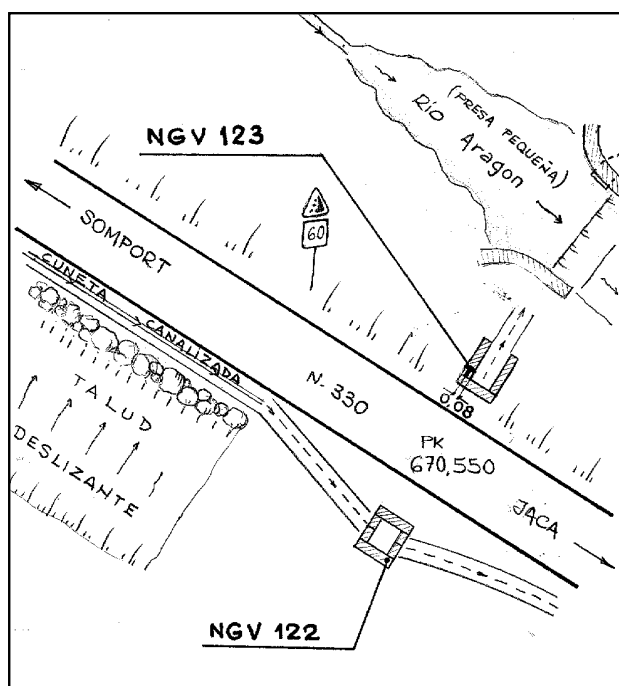 (PRESA PEQUEÑA)
Río
Aragon
NGV 123
SOMPORT
60
CUNETA
CANALIZADA
TALUD
DESLIZANTE
N-330
0,08
PK
670,550
JACA
NGV 122